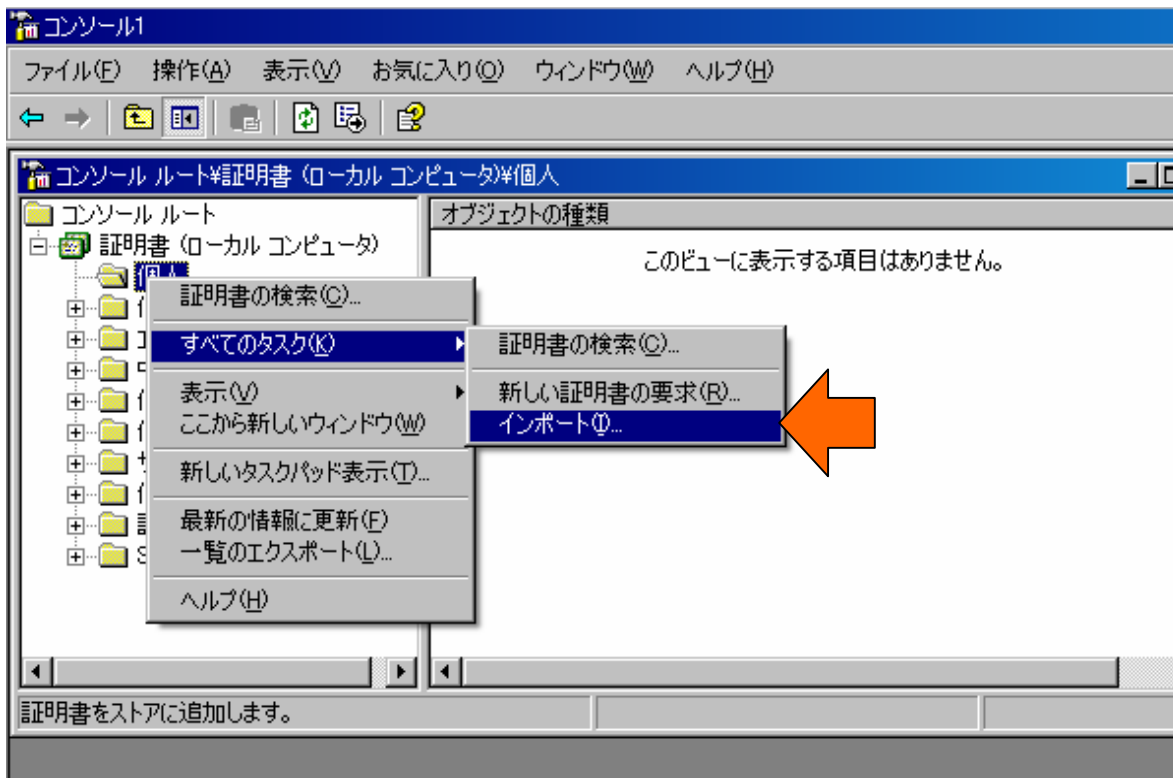 コンソール1
ファイル(F) 操作(A) 表示(V) お気に入り(O) ウィンドウ(W) ヘルプ(H)
コンソール ルート¥証明書 (ローカル コンピュータ)¥個人
コンソール ルート
オブジェクトの種類
証明書 (ローカル コンピュータ)
このビューに表示する項目はありません。
個人
証明書の検索(C)...
すべてのタスク(K)
表示(V)
ここから新しいウィンドウ(W)
新しいタスクパッド表示(T)...
最新の情報に更新(F)
一覧のエクスポート(L)...
ヘルプ(H)
証明書の検索(C)...
新しい証明書の要求(R)...
インポート(I)...
証明書をストアに追加します。